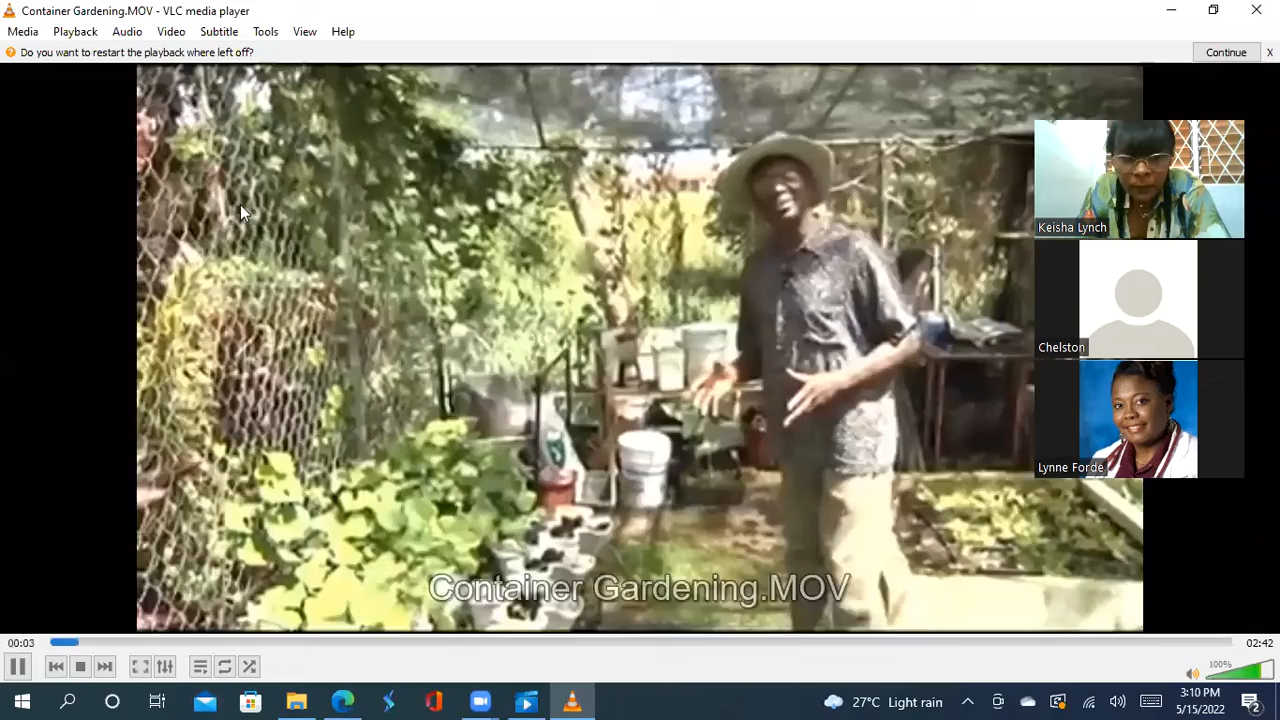 Container Gardening.MOV - VLC media player
Media Playback Audio Video Subtitle Tools View Help
Do you want to restart the playback where left off?
Continue
X
Keisha Lynch
Chelston
Lynne Forde
Container Gardening.MOV
00:03
02:42
100%
27°C Light rain
3:10 PM
5/15/2022
2